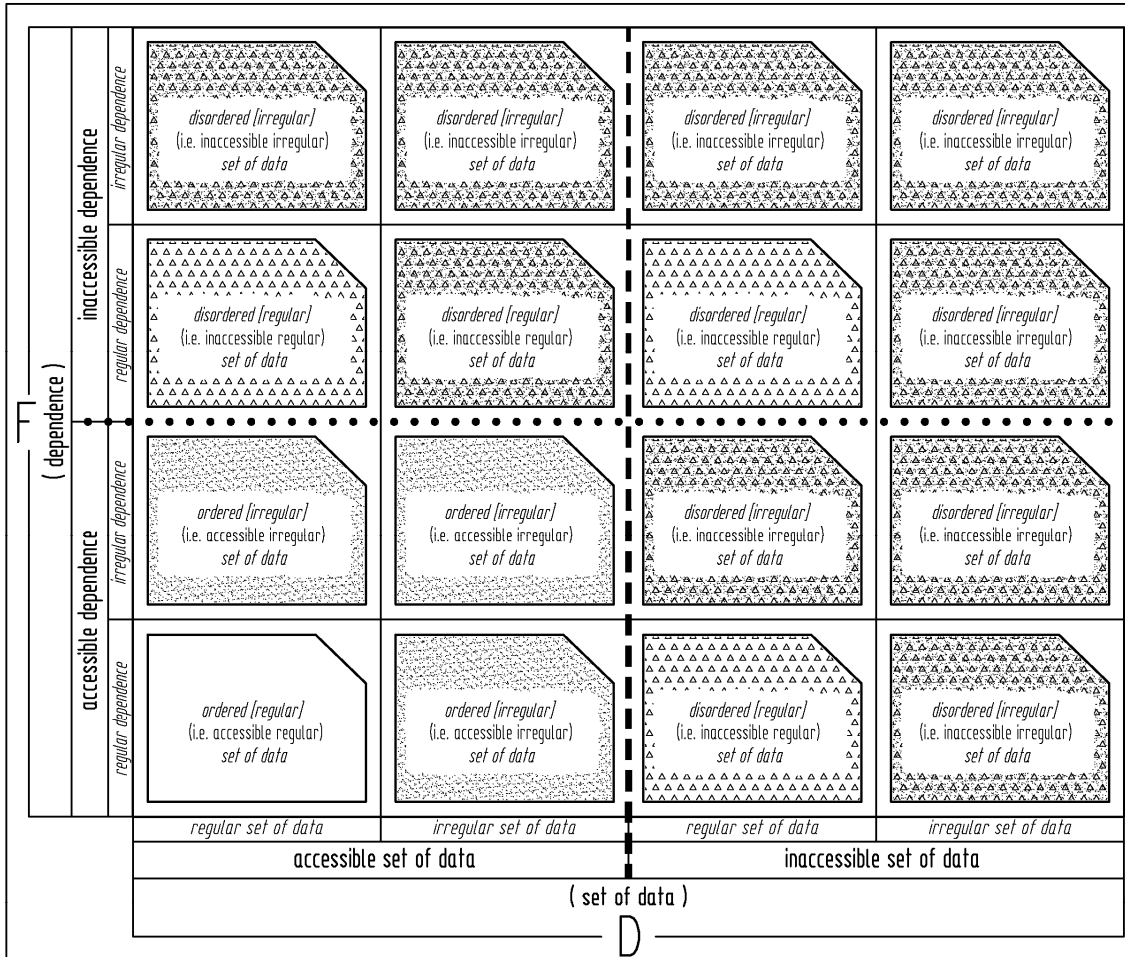 inaccessible dependence
irregular dependence
disordered [irregular]
(i.e. inaccessible irregular)
set of data
disordered [irregular]
(i.e. inaccessible irregular)
set of data
disordered [irregular]
(i.e. inaccessible irregular)
set of data
disordered [irregular]
(i.e. inaccessible irregular)
set of data
regular dependence
disordered [regular]
(i.e. inaccessible regular)
set of data
disordered [irregular]
(i.e. inaccessible irregular)
set of data
disordered [regular]
(i.e. inaccessible regular)
set of data
disordered [irregular]
(i.e. inaccessible irregular)
set of data
( dependence )
accessible dependence
irregular dependence
ordered [irregular]
(i.e. accessible irregular)
set of data
ordered [irregular]
(i.e. accessible irregular)
set of data
disordered [irregular]
(i.e. inaccessible irregular)
set of data
disordered [irregular]
(i.e. inaccessible irregular)
set of data
regular dependence
ordered [regular]
(i.e. accessible regular)
set of data
ordered [irregular]
(i.e. accessible irregular)
set of data
disordered [regular]
(i.e. inaccessible irregular)
set of data
disordered [irregular]
(i.e. inaccessible irregular)
set of data
regular set of data
irregular set of data
regular set of data
irregular set of data
accessible set of data
inaccessible set of data
( set of data )
D